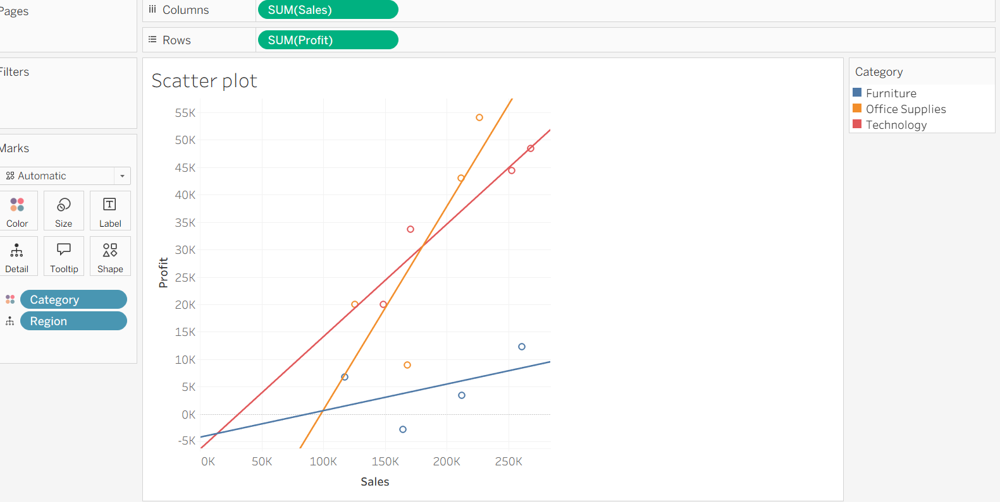 Pages
Columns
SUM(Sales)
Rows
SUM(Profit)
Filters
Marks
Automatic
Color
Size
Label
Detail
Tooltip
Shape
Category
Region
Scatter plot
55K
50K
45K
40K
35K
30K
25K
20K
15K
10K
5K
0K
-5K
Profit
0K 50K 100K 150K 200K 250K
Sales
Category
Furniture
Office Supplies
Technology